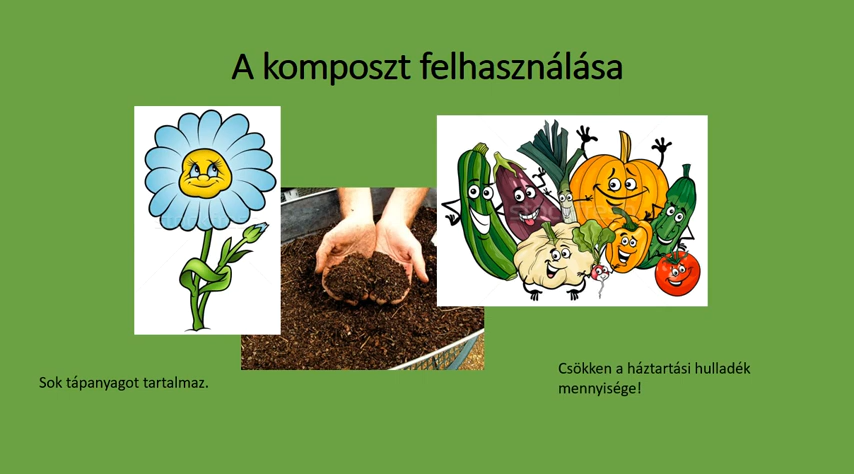 A komposzt felhasználása
Sok tápanyagot tartalmaz.
Csökken a háztartási hulladék
mennyisége!